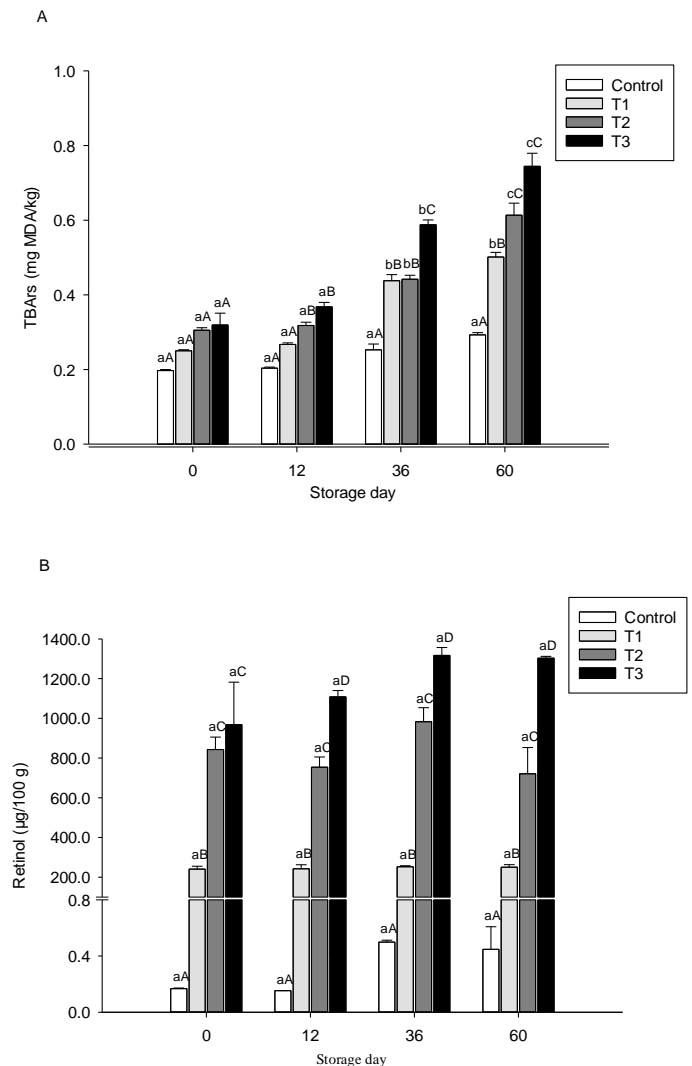 A
1.0
0.8
0.6
0.4
0.2
0.0
TBArs (mg MDA/kg)
Control
T1
T2
T3
aA aA aA aA
aA aA aB aB
aA bB bB bC
aA bB cC cC
0 12 36 60
Storage day
B
1400.0
1200.0
1000.0
800.0
600.0
400.0
200.0
0.8
0.4
0.0
Retinol (µg/100 g)
Control
T1
T2
T3
aA aB aC aC
aA aB aC aD
aA aB aC aD
aA aB aC aD
0 12 36 60
Storage day